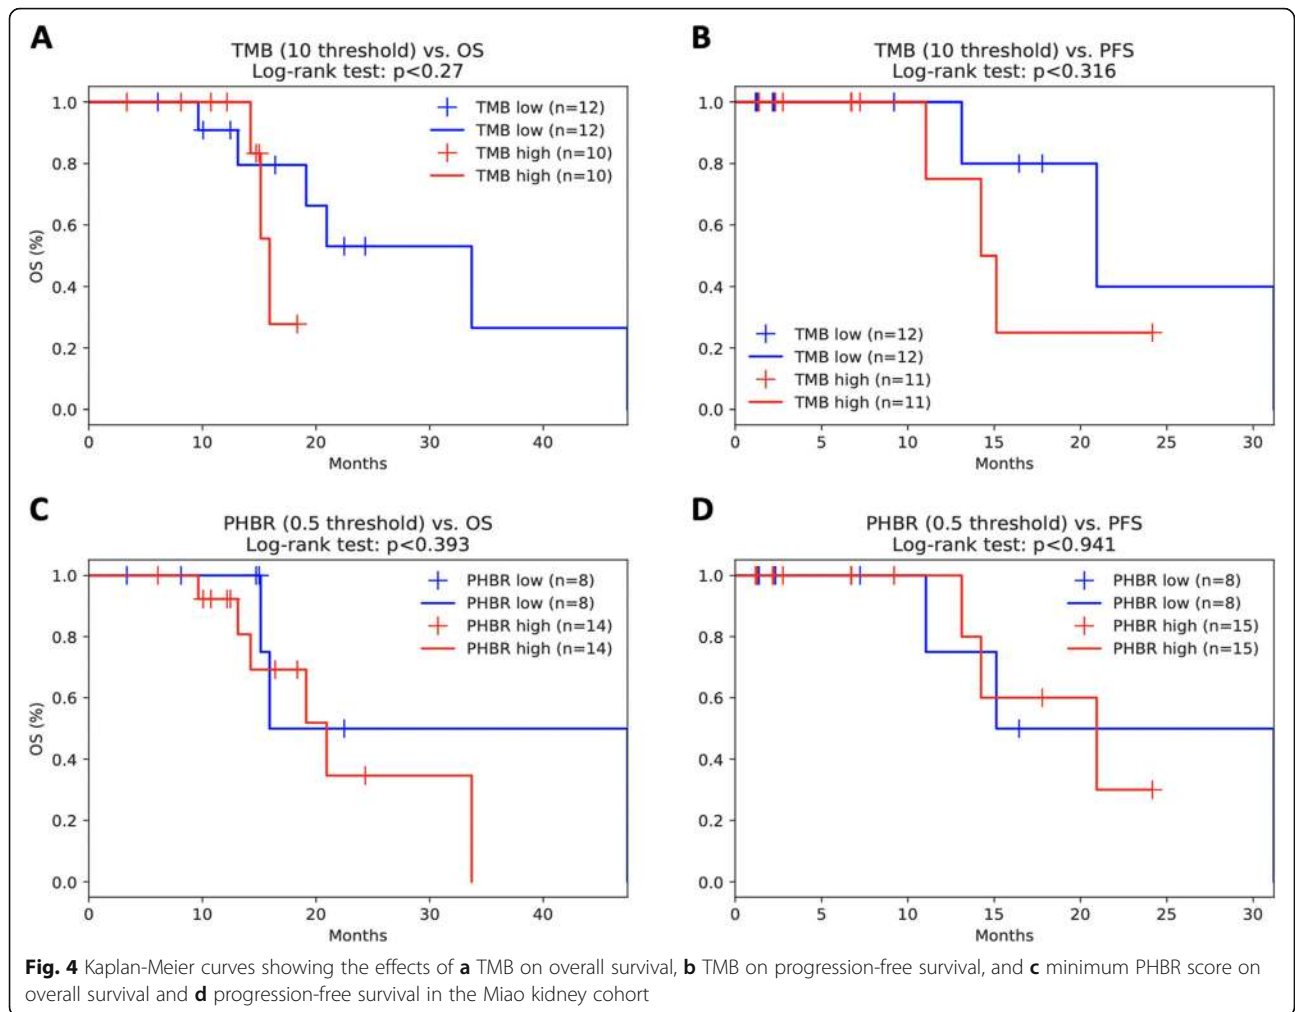 A
TMB (10 threshold) vs. OS
Log-rank test: p<0.27
1.0
0.8
0.6
0.4
0.2
0.0
OS (%)
TMB low (n=12)
TMB low (n=12)
TMB high (n=10)
TMB high (n=10)
0 10 20 30 40
Months
B
TMB (10 threshold) vs. PFS
Log-rank test: p<0.316
1.0
0.8
0.6
0.4
0.2
0.0
TMB low (n=12)
TMB low (n=12)
TMB high (n=11)
TMB high (n=11)
0 5 10 15 20 25 30
Months
C
PHBR (0.5 threshold) vs. OS
Log-rank test: p<0.393
1.0
0.8
0.6
0.4
0.2
0.0
OS (%)
PHBR low (n=8)
PHBR low (n=8)
PHBR high (n=14)
PHBR high (n=14)
0 10 20 30 40
Months
D
PHBR (0.5 threshold) vs. PFS
Log-rank test: p<0.941
1.0
0.8
0.6
0.4
0.2
0.0
PHBR low (n=8)
PHBR low (n=8)
PHBR high (n=15)
PHBR high (n=15)
0 5 10 15 20 25 30
Months
Fig. 4 Kaplan-Meier curves showing the effects of a TMB on overall survival, b TMB on progression-free survival, and c minimum PHBR score on
overall survival and d progression-free survival in the Miao kidney cohort